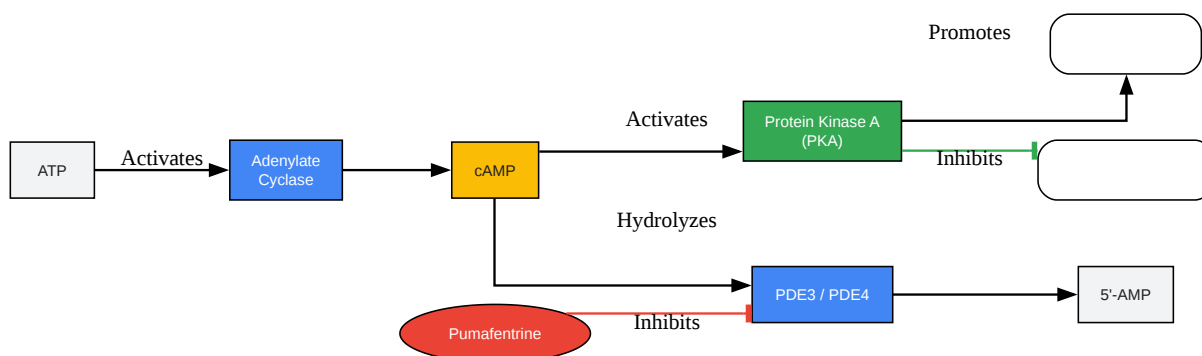 Promotes
Activates
Protein Kinase A
(PKA)
ATP
Activates
Adenylate
Cyclase
cAMP
Inhibits
Hydrolyzes
PDE3 / PDE4
5'-AMP
Pumafentrine
Inhibits